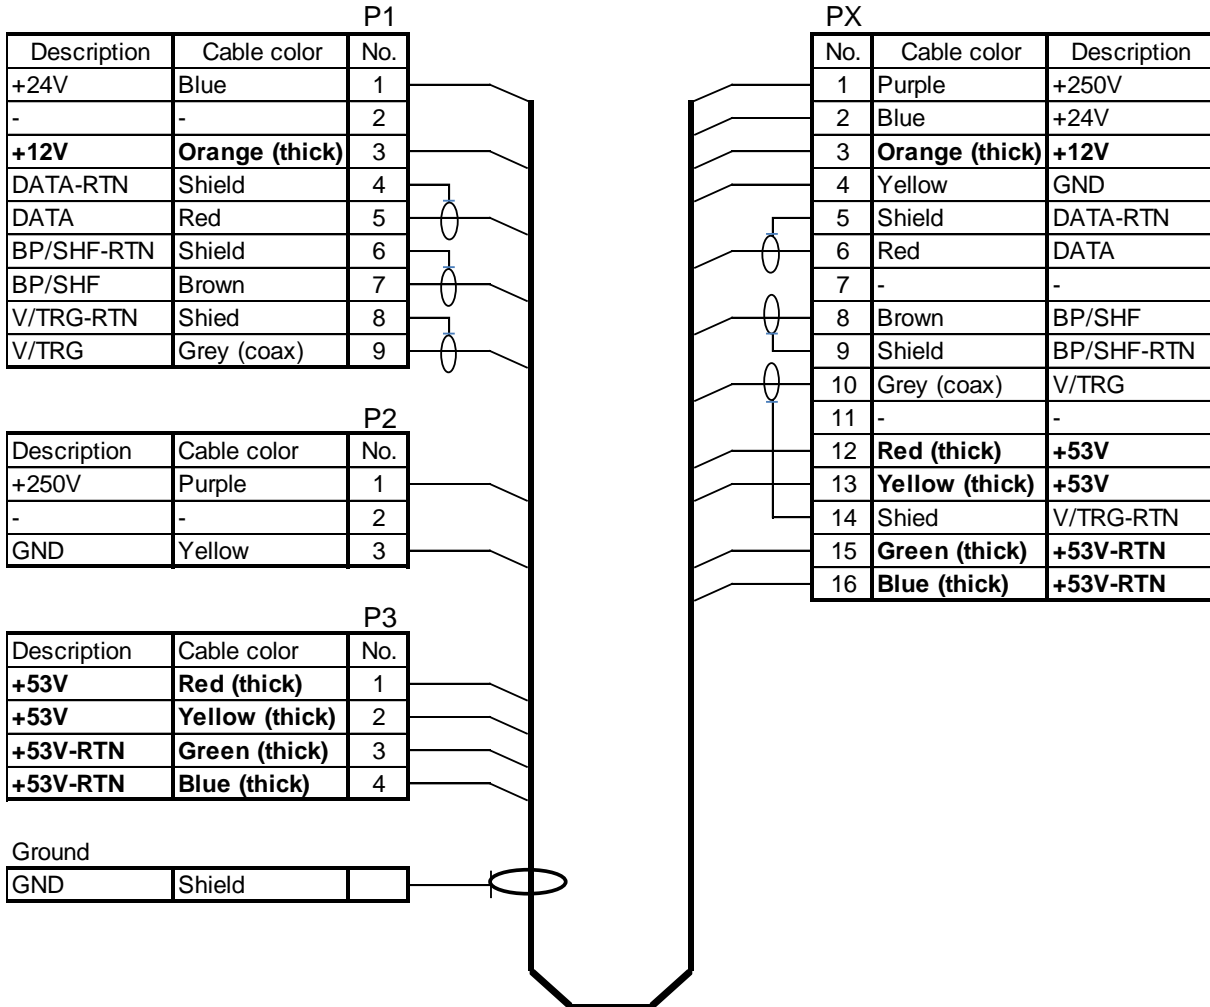 P1
Description Cable color No.
+24V Blue 1
- - 2
+12V Orange (thick) 3
DATA-RTN Shield 4
DATA Red 5
BP/SHF-RTN Shield 6
BP/SHF Brown 7
V/TRG-RTN Shied 8
V/TRG Grey (coax) 9
P2
Description Cable color No.
+250V Purple 1
- - 2
GND Yellow 3
P3
Description Cable color No.
+53V Red (thick) 1
+53V Yellow (thick) 2
+53V-RTN Green (thick) 3
+53V-RTN Blue (thick) 4
Ground
GND Shield
PX
No. Cable color Description
1 Purple +250V
2 Blue +24V
3 Orange (thick) +12V
4 Yellow GND
5 Shield DATA-RTN
6 Red DATA
7 - -
8 Brown BP/SHF
9 Shield BP/SHF-RTN
10 Grey (coax) V/TRG
11 - -
12 Red (thick) +53V
13 Yellow (thick) +53V
14 Shied V/TRG-RTN
15 Green (thick) +53V-RTN
16 Blue (thick) +53V-RTN